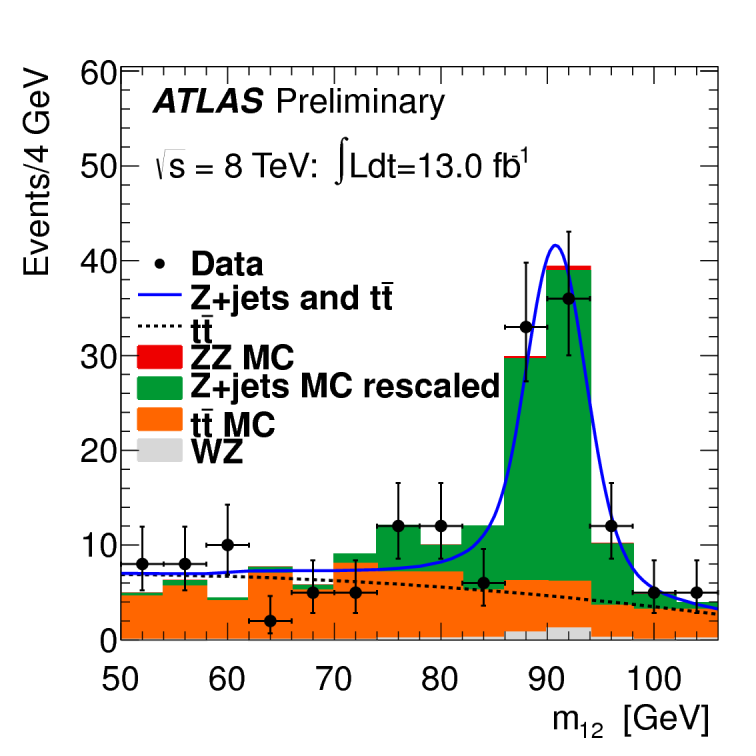 Events/4 GeV
60
50
40
30
20
10
0
ATLAS Preliminary
√s = 8 TeV: ∫Ldt=13.0 fb⁻¹
Data
Z+jets and tt̄
tt̄
ZZ MC
Z+jets MC rescaled
tt̄ MC
WZ
50 60 70 80 90 100
m₁₂ [GeV]